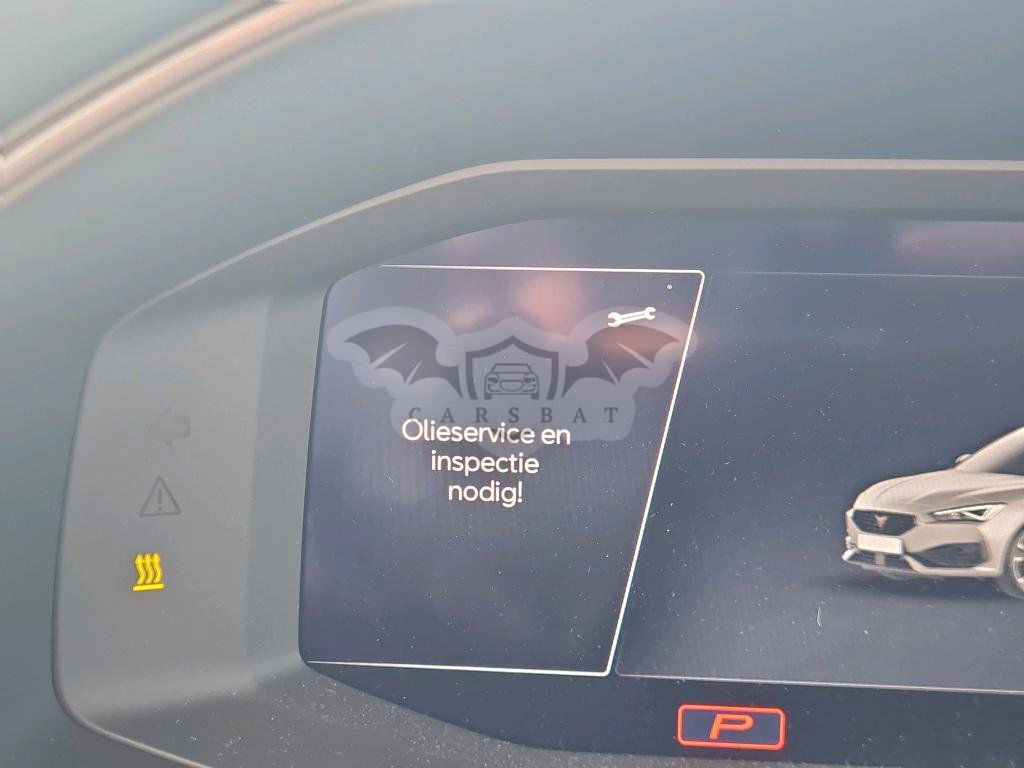 CARSBAT
Olieservice en
inspectie
nodig!
P